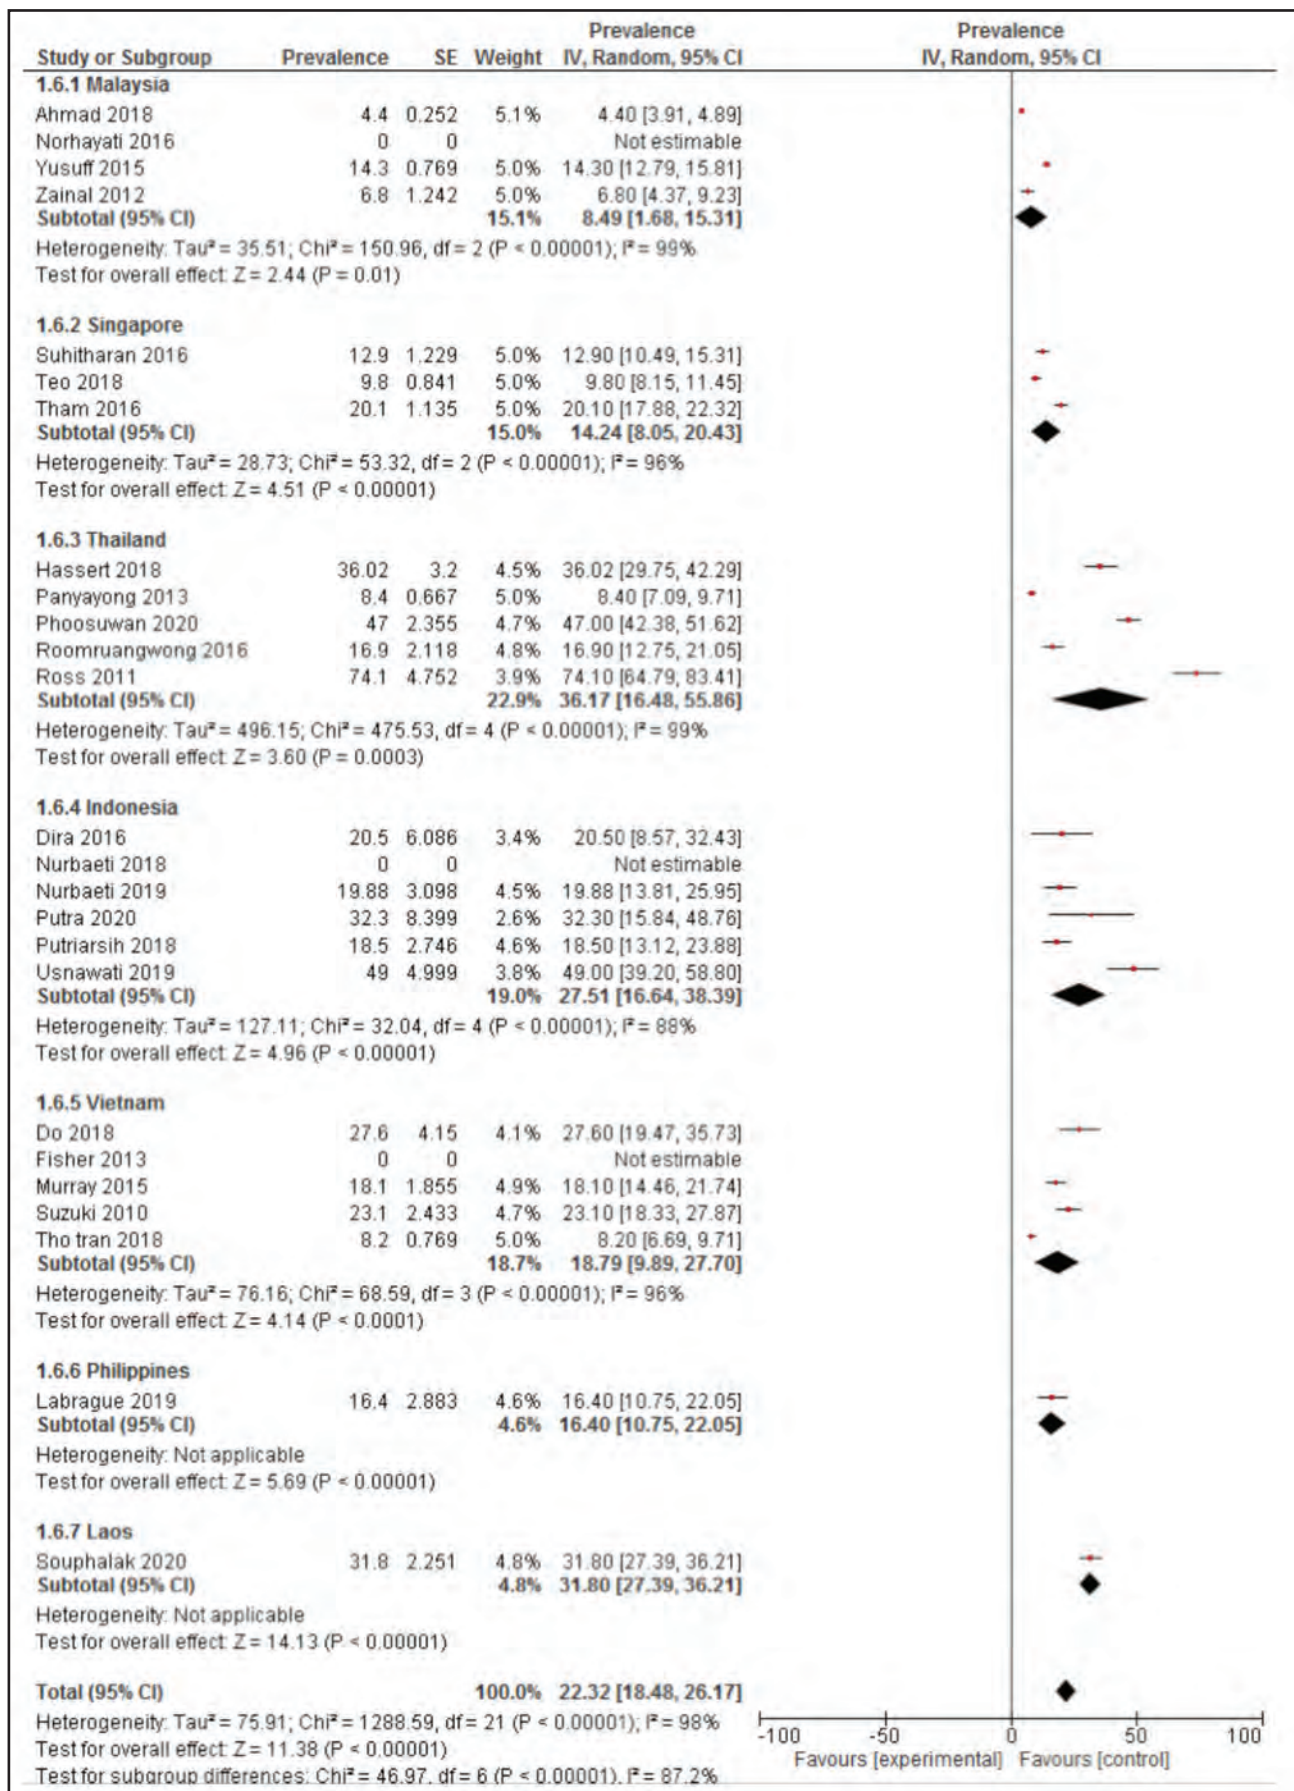 Prevalence Prevalence
Study or Subgroup Prevalence SE Weight IV, Random, 95% CI IV, Random, 95% CI
1.6.1 Malaysia
Ahmad 2018 4.4 0.252 5.1% 4.40 [3.91, 4.89]
Norhayati 2016 0 0 Not estimable
Yusuff 2015 14.3 0.769 5.0% 14.30 [12.79, 15.81]
Zainal 2012 6.8 1.242 5.0% 6.80 [4.37, 9.23]
Subtotal (95% CI) 15.1% 8.49 [1.68, 15.31]
Heterogeneity: Tau² = 35.51; Chi² = 150.96, df = 2 (P < 0.00001); I² = 99%
Test for overall effect: Z = 2.44 (P = 0.01)
1.6.2 Singapore
Suhitharan 2016 12.9 1.229 5.0% 12.90 [10.49, 15.31]
Teo 2018 9.8 0.841 5.0% 9.80 [8.15, 11.45]
Tham 2016 20.1 1.135 5.0% 20.10 [17.88, 22.32]
Subtotal (95% CI) 15.0% 14.24 [8.05, 20.43]
Heterogeneity: Tau² = 28.73; Chi² = 53.32, df = 2 (P < 0.00001); I² = 96%
Test for overall effect: Z = 4.51 (P < 0.00001)
1.6.3 Thailand
Hassert 2018 36.02 3.2 4.5% 36.02 [29.75, 42.29]
Panyayong 2013 8.4 0.667 5.0% 8.40 [7.09, 9.71]
Phoosuwan 2020 47 2.355 4.7% 47.00 [42.38, 51.62]
Roomruangwong 2016 16.9 2.118 4.8% 16.90 [12.75, 21.05]
Ross 2011 74.1 4.752 3.9% 74.10 [64.79, 83.41]
Subtotal (95% CI) 22.9% 36.17 [16.48, 55.86]
Heterogeneity: Tau² = 496.15; Chi² = 475.53, df = 4 (P < 0.00001); I² = 99%
Test for overall effect: Z = 3.60 (P = 0.0003)
1.6.4 Indonesia
Dira 2016 20.5 6.086 3.4% 20.50 [8.57, 32.43]
Nurbaeti 2018 0 0 Not estimable
Nurbaeti 2019 19.88 3.098 4.5% 19.88 [13.81, 25.95]
Putra 2020 32.3 8.399 2.6% 32.30 [15.84, 48.76]
Putriarsih 2018 18.5 2.746 4.6% 18.50 [13.12, 23.88]
Usnawati 2019 49 4.999 3.8% 49.00 [39.20, 58.80]
Subtotal (95% CI) 19.0% 27.51 [16.64, 38.39]
Heterogeneity: Tau² = 127.11; Chi² = 32.04, df = 4 (P < 0.00001); I² = 88%
Test for overall effect: Z = 4.96 (P < 0.00001)
1.6.5 Vietnam
Do 2018 27.6 4.15 4.1% 27.60 [19.47, 35.73]
Fisher 2013 0 0 Not estimable
Murray 2015 18.1 1.855 4.9% 18.10 [14.46, 21.74]
Suzuki 2010 23.1 2.433 4.7% 23.10 [18.33, 27.87]
Tho tran 2018 8.2 0.769 5.0% 8.20 [6.69, 9.71]
Subtotal (95% CI) 18.7% 18.79 [9.89, 27.70]
Heterogeneity: Tau² = 76.16; Chi² = 68.59, df = 3 (P < 0.00001); I² = 96%
Test for overall effect: Z = 4.14 (P < 0.0001)
1.6.6 Philippines
Labrague 2019 16.4 2.883 4.6% 16.40 [10.75, 22.05]
Subtotal (95% CI) 4.6% 16.40 [10.75, 22.05]
Heterogeneity: Not applicable
Test for overall effect: Z = 5.69 (P < 0.00001)
1.6.7 Laos
Souphalak 2020 31.8 2.251 4.8% 31.80 [27.39, 36.21]
Subtotal (95% CI) 4.8% 31.80 [27.39, 36.21]
Heterogeneity: Not applicable
Test for overall effect: Z = 14.13 (P < 0.00001)
Total (95% CI) 100.0% 22.32 [18.48, 26.17]
Heterogeneity: Tau² = 75.91; Chi² = 1288.59, df = 21 (P < 0.00001); I² = 98%
Test for overall effect: Z = 11.38 (P < 0.00001)
Test for subgroup differences: Chi² = 46.97, df = 6 (P < 0.00001), I² = 87.2%
-100 -50 0 50 100
Favours [experimental] Favours [control]